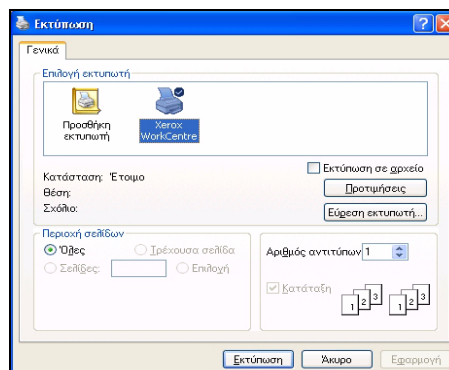 Εκτύπωση
Γενικά
Επιλογή εκτυπωτή
Προσθήκη εκτυπωτή
Xerox WorkCentre
Κατάσταση: Έτοιμο
Θέση:
Σχόλιο:
Εκτύπωση σε αρχείο
Προτιμήσεις
Εύρεση εκτυπωτή...
Περιοχή σελίδων
Όλες
Τρέχουσα σελίδα
Σελίδες:
Επιλογή
Αριθμός αντιτύπων 1
Κατάταξη
1 2 3 1 2 3
Εκτύπωση Άκυρο Εφαρμογή